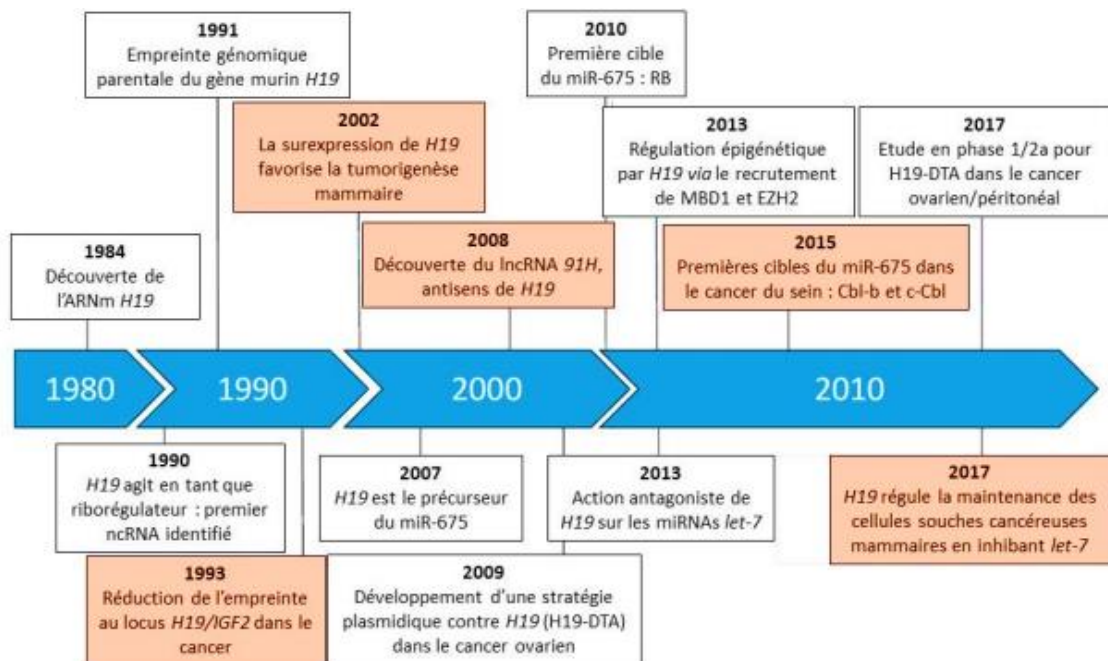 1991
Empreinte génomique
parentale du gène murin H19
2010
Première cible
du miR-675 : RB
2002
La surexpression de H19
favorise la tumorigenèse
mammaire
2013
Régulation épigénétique
par H19 via le recrutement
de MBD1 et EZH2
2017
Etude en phase 1/2a pour
H19-DTA dans le cancer
ovarien/péritonéal
1984
Découverte de
l'ARNm H19
2008
Découverte du lncRNA 91H,
antisens de H19
2015
Premières cibles du miR-675 dans
le cancer du sein : Cbl-b et c-Cbl
1980
1990
2000
2010
1990
H19 agit en tant que
riborégulateur : premier
ncRNA identifié
2007
H19 est le précurseur
du miR-675
2013
Action antagoniste de
H19 sur les miRNAs let-7
2017
H19 régule la maintenance des
cellules souches cancéreuses
mammaires en inhibant let-7
1993
Réduction de l'empreinte
au locus H19/IGF2 dans le
cancer
2009
Développement d'une stratégie
plasmidique contre H19 (H19-DTA)
dans le cancer ovarien